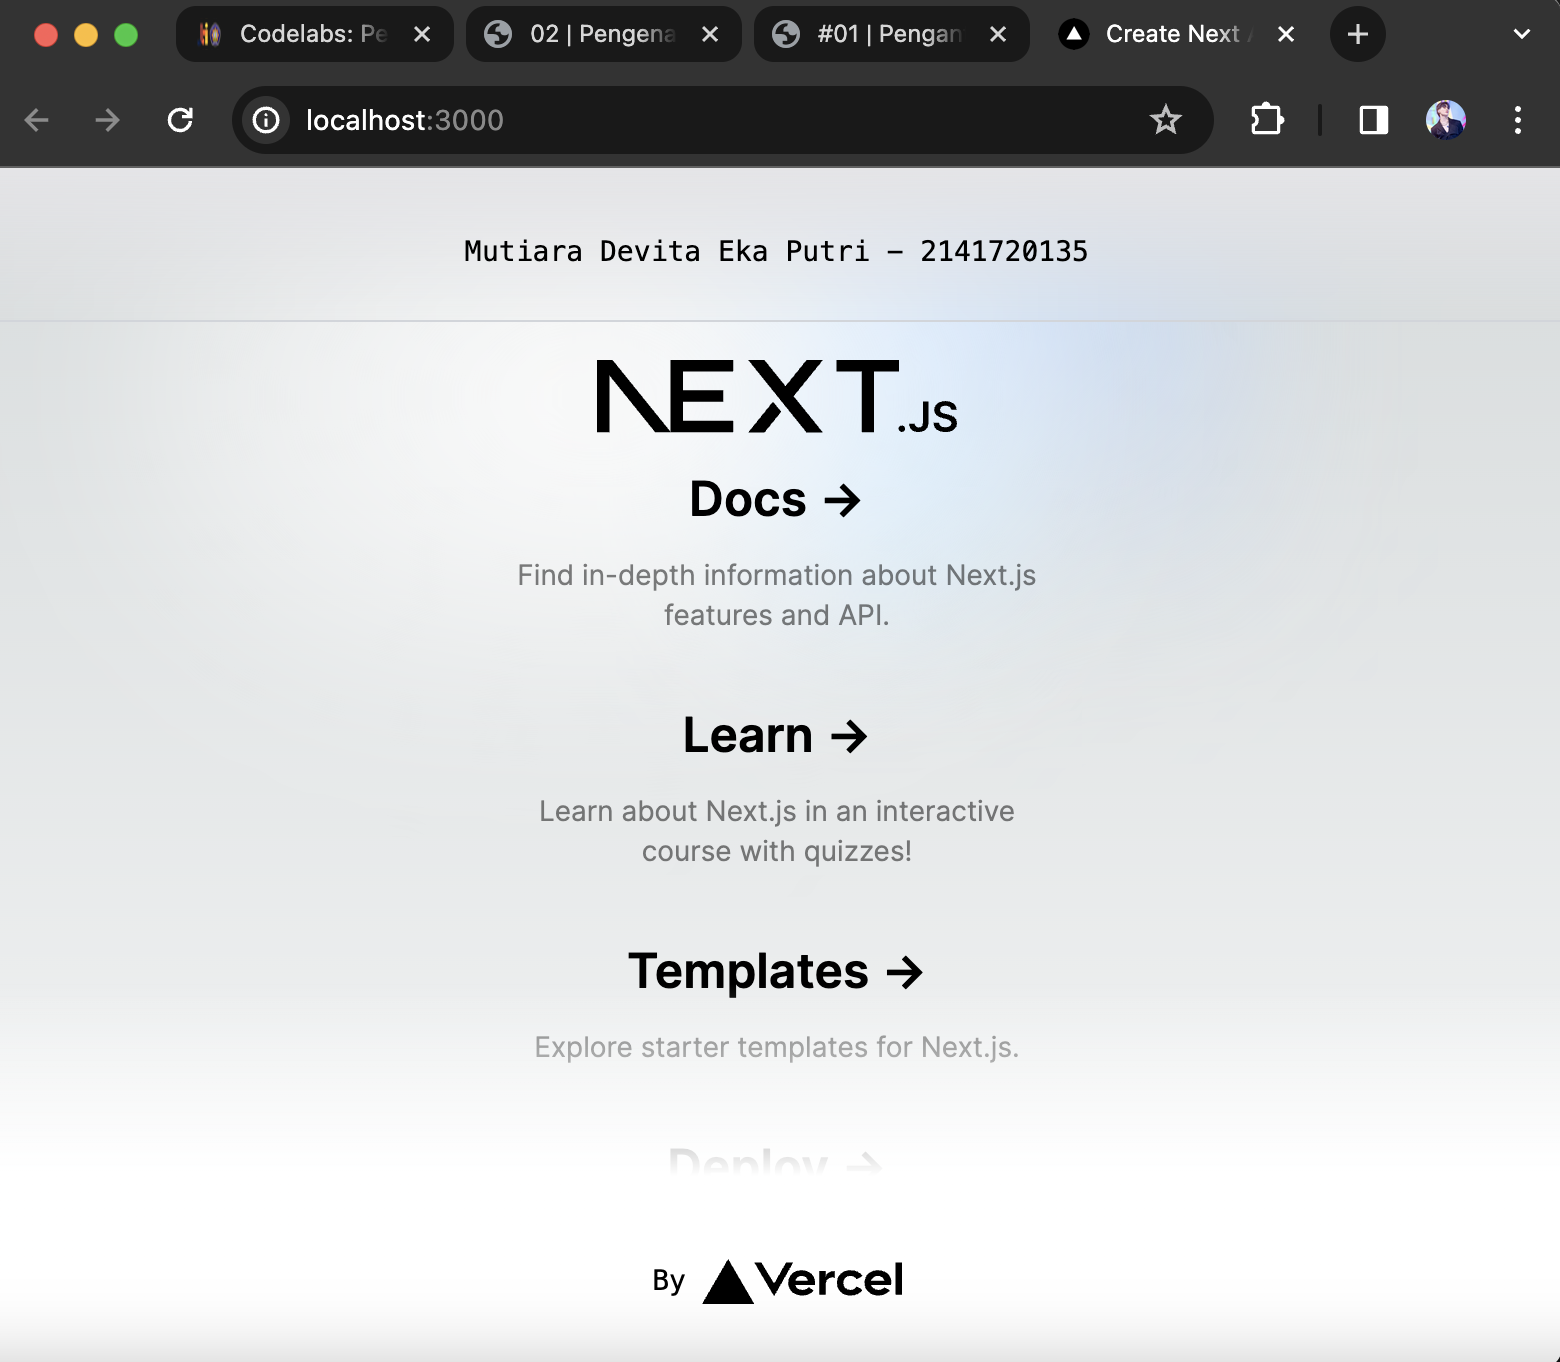 Codelabs: Pe
02 | Pengena
#01 | Pengan
Create Next
localhost:3000
Mutiara Devita Eka Putri - 2141720135
NEXT.JS
Docs →
Find in-depth information about Next.js
features and API.
Learn →
Learn about Next.js in an interactive
course with quizzes!
Templates →
Explore starter templates for Next.js.
Deploy →
By ▲Vercel